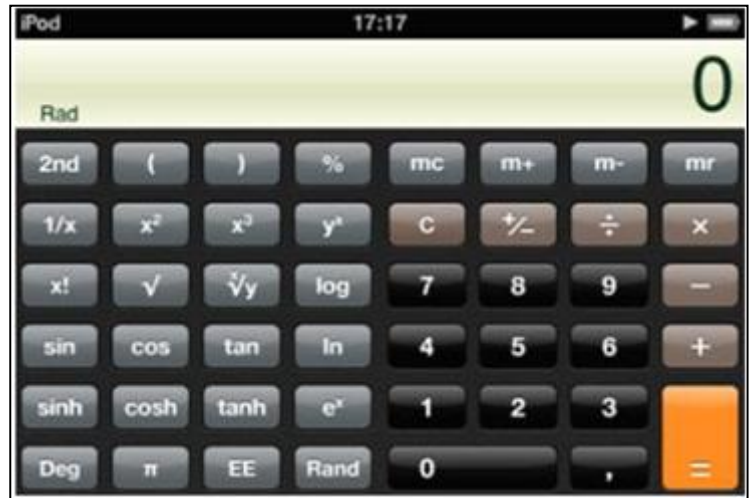 iPod 17:17
0
Rad
2nd ( ) % mc m+ m- mr
1/x x² x³ yˣ C +/− ÷ ×
x! √ ˣ√y log 7 8 9 −
sin cos tan ln 4 5 6 +
sinh cosh tanh eˣ 1 2 3
Deg π EE Rand 0 , =